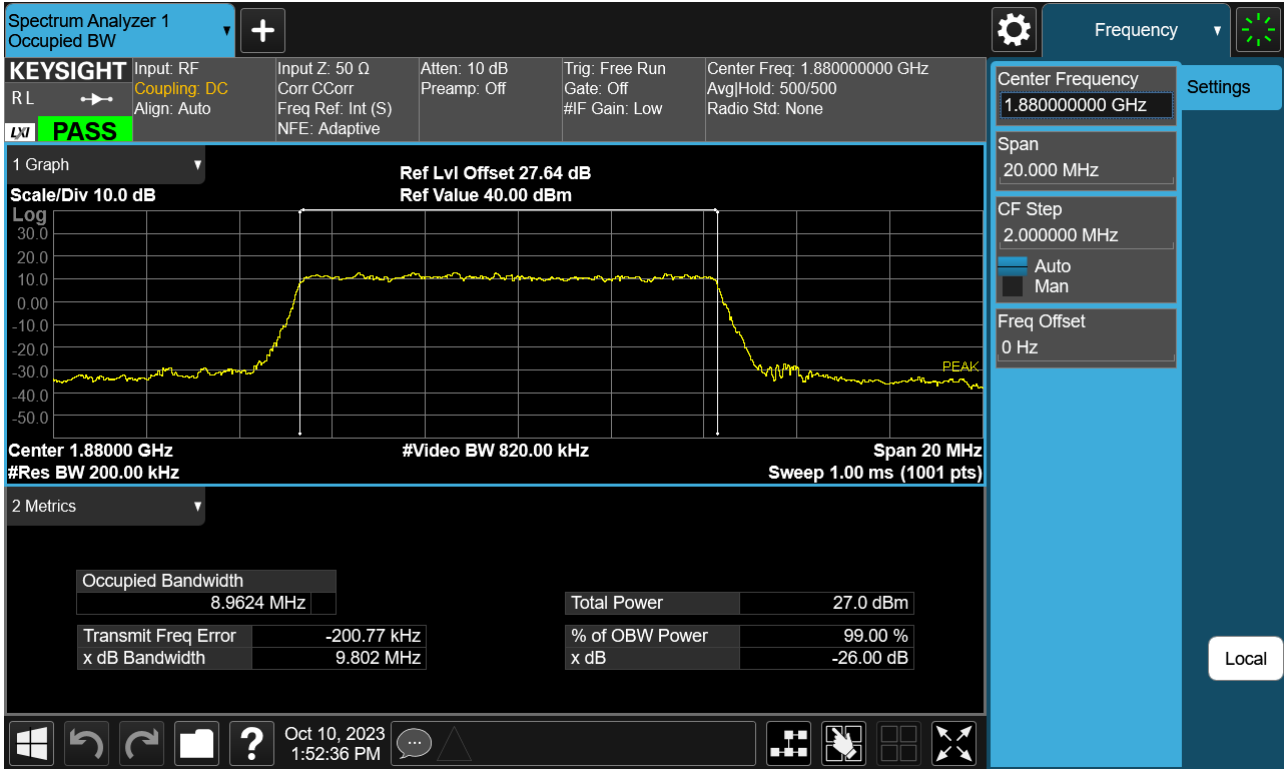 Spectrum Analyzer 1
Occupied BW
Frequency
KEYSIGHT
R L
LXI
PASS
Input: RF
Coupling: DC
Align: Auto
Input Z: 50 Ω
Corr CCorr
Freq Ref: Int (S)
NFE: Adaptive
Atten: 10 dB
Preamp: Off
Trig: Free Run
Gate: Off
#IF Gain: Low
Center Freq: 1.880000000 GHz
Avg|Hold: 500/500
Radio Std: None
Center Frequency
1.880000000 GHz
Settings
Span
20.000 MHz
CF Step
2.000000 MHz
Auto
Man
Freq Offset
0 Hz
Local
1 Graph
Scale/Div 10.0 dB
Ref Lvl Offset 27.64 dB
Ref Value 40.00 dBm
Log
30.0
20.0
10.0
0.00
-10.0
-20.0
-30.0
-40.0
-50.0
PEAK
Center 1.88000 GHz
#Video BW 820.00 kHz
Span 20 MHz
#Res BW 200.00 kHz
Sweep 1.00 ms (1001 pts)
2 Metrics
Occupied Bandwidth
8.9624 MHz
Total Power 27.0 dBm
Transmit Freq Error -200.77 kHz
% of OBW Power 99.00 %
x dB Bandwidth 9.802 MHz
x dB -26.00 dB
?
Oct 10, 2023
1:52:36 PM